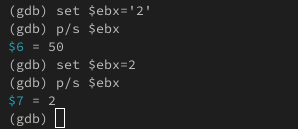 (gdb) set $ebx='2'
(gdb) p/s $ebx
$6 = 50
(gdb) set $ebx=2
(gdb) p/s $ebx
$7 = 2
(gdb)